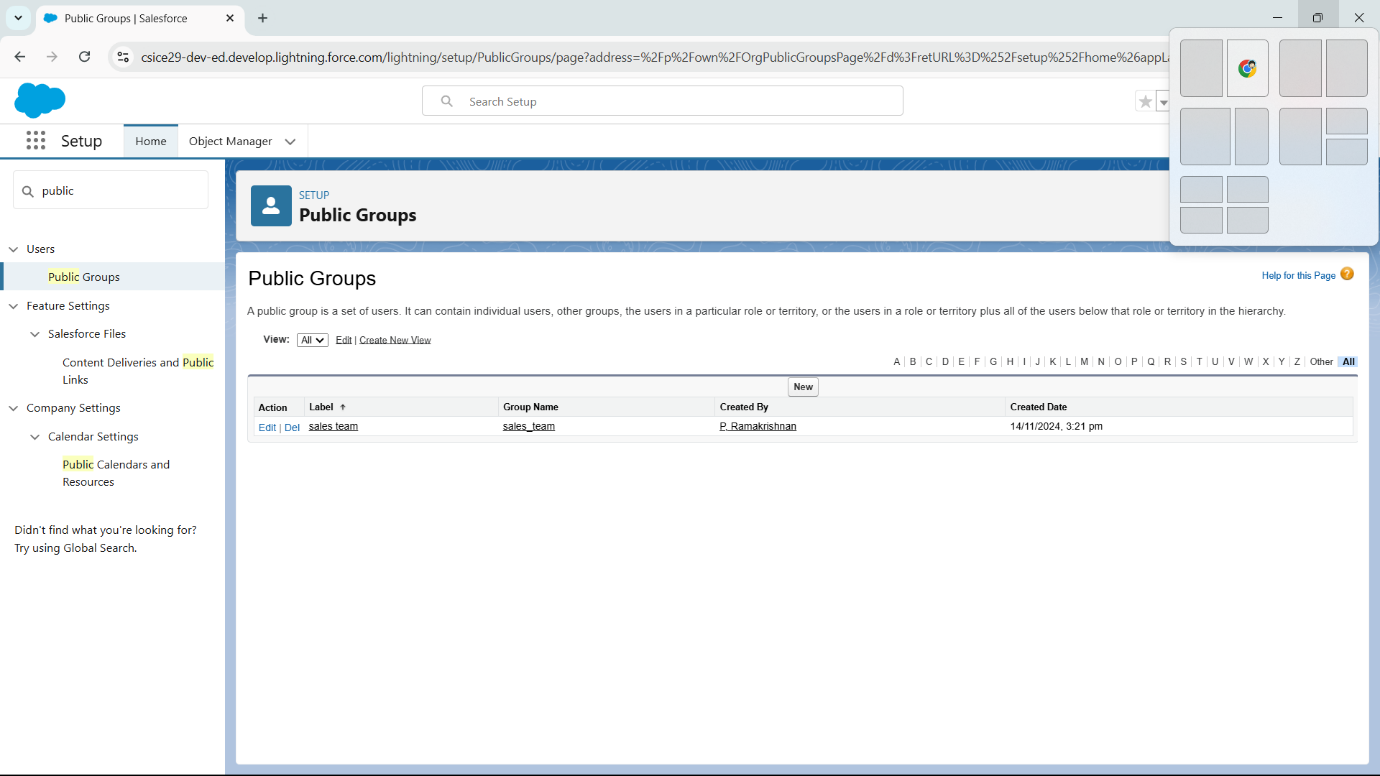 Public Groups | Salesforce
csice29-dev-ed.develop.lightning.force.com/lightning/setup/PublicGroups/page?address=%2Fp%2Fown%2FOrgPublicGroupsPage%2Fd%3FretURL%3D%252Fsetup%252Fhome%26appLa
Search Setup
Setup
Home
Object Manager
public
Users
Public Groups
Feature Settings
Salesforce Files
Content Deliveries and Public
Links
Company Settings
Calendar Settings
Public Calendars and
Resources
Didn't find what you're looking for?
Try using Global Search.
SETUP
Public Groups
Public Groups
Help for this Page ?
A public group is a set of users. It can contain individual users, other groups, the users in a particular role or territory, or the users in a role or territory plus all of the users below that role or territory in the hierarchy.
View: All Edit | Create New View
A | B | C | D | E | F | G | H | I | J | K | L | M | N | O | P | Q | R | S | T | U | V | W | X | Y | Z | Other All
New
Action Label Group Name Created By Created Date
Edit | Del sales team sales_team P, Ramakrishnan 14/11/2024, 3:21 pm